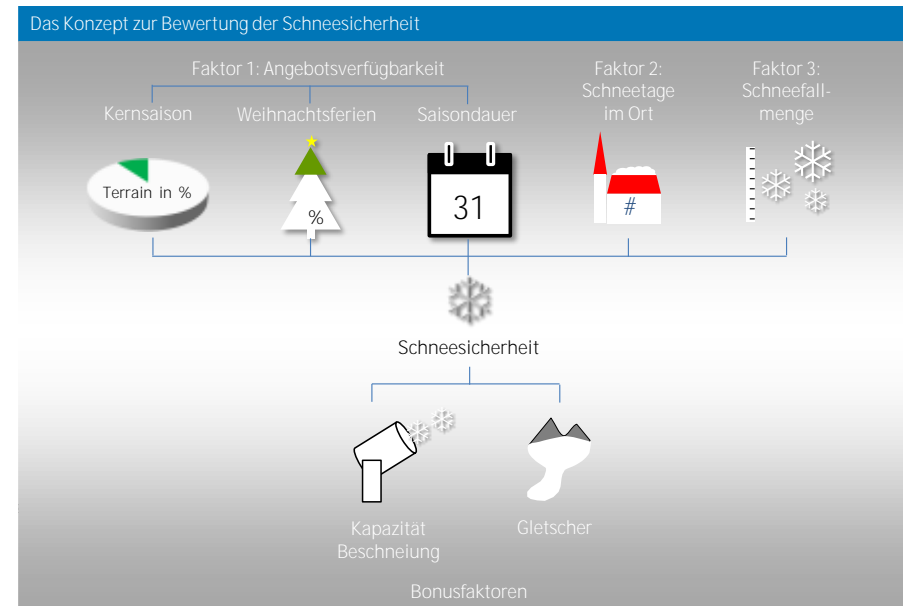 Das Konzept zur Bewertung der Schneesicherheit
Faktor 1: Angebotsverfügbarkeit
Faktor 2:
Schneetage
im Ort
Faktor 3:
Schneefall-
menge
Kernsaison
Weihnachtsferien
Saisondauer
Terrain in %
%
31
#
Schneesicherheit
Kapazität
Beschneiung
Gletscher
Bonusfaktoren